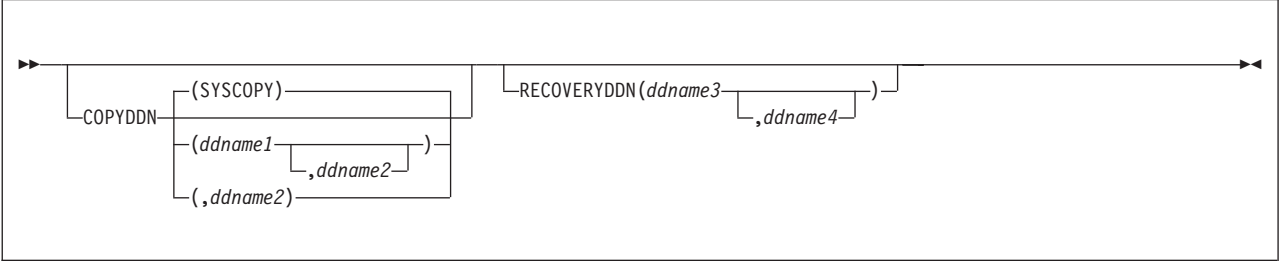 (SYSCOPY)
COPYDDN
(ddname1
,ddname2
)
(,ddname2)
RECOVERYDDN(ddname3
,ddname4
)